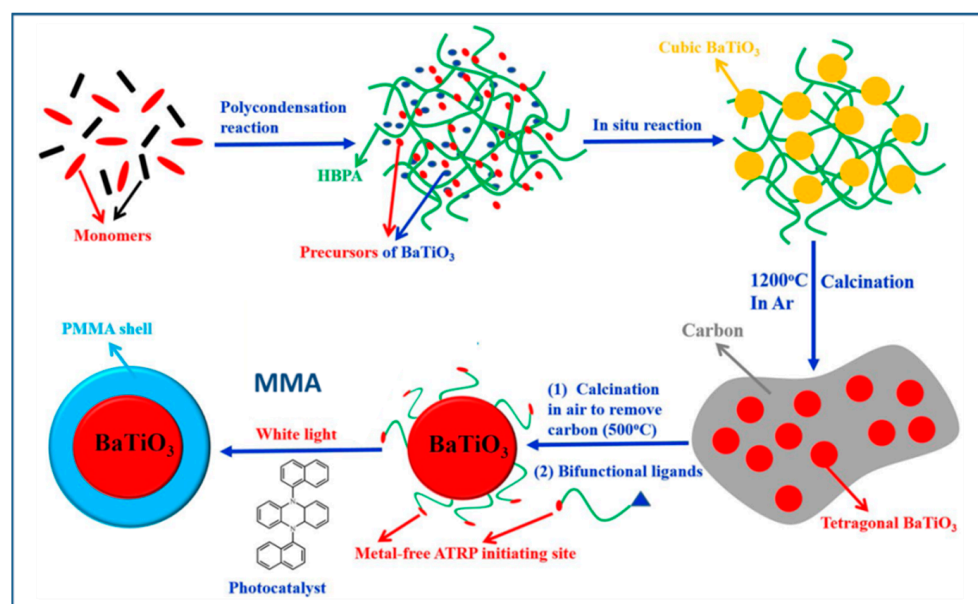 Polycondensation
reaction
HBPA
Monomers
Precursors of BaTiO₃
In situ reaction
Cubic BaTiO₃
1200°C
In Ar
Calcination
Carbon
Tetragonal BaTiO₃
(1) Calcination
in air to remove
carbon (500°C)
(2) Bifunctional ligands
BaTiO₃
Metal-free ATRP initiating site
MMA
White light
N
N
Photocatalyst
PMMA shell
BaTiO₃